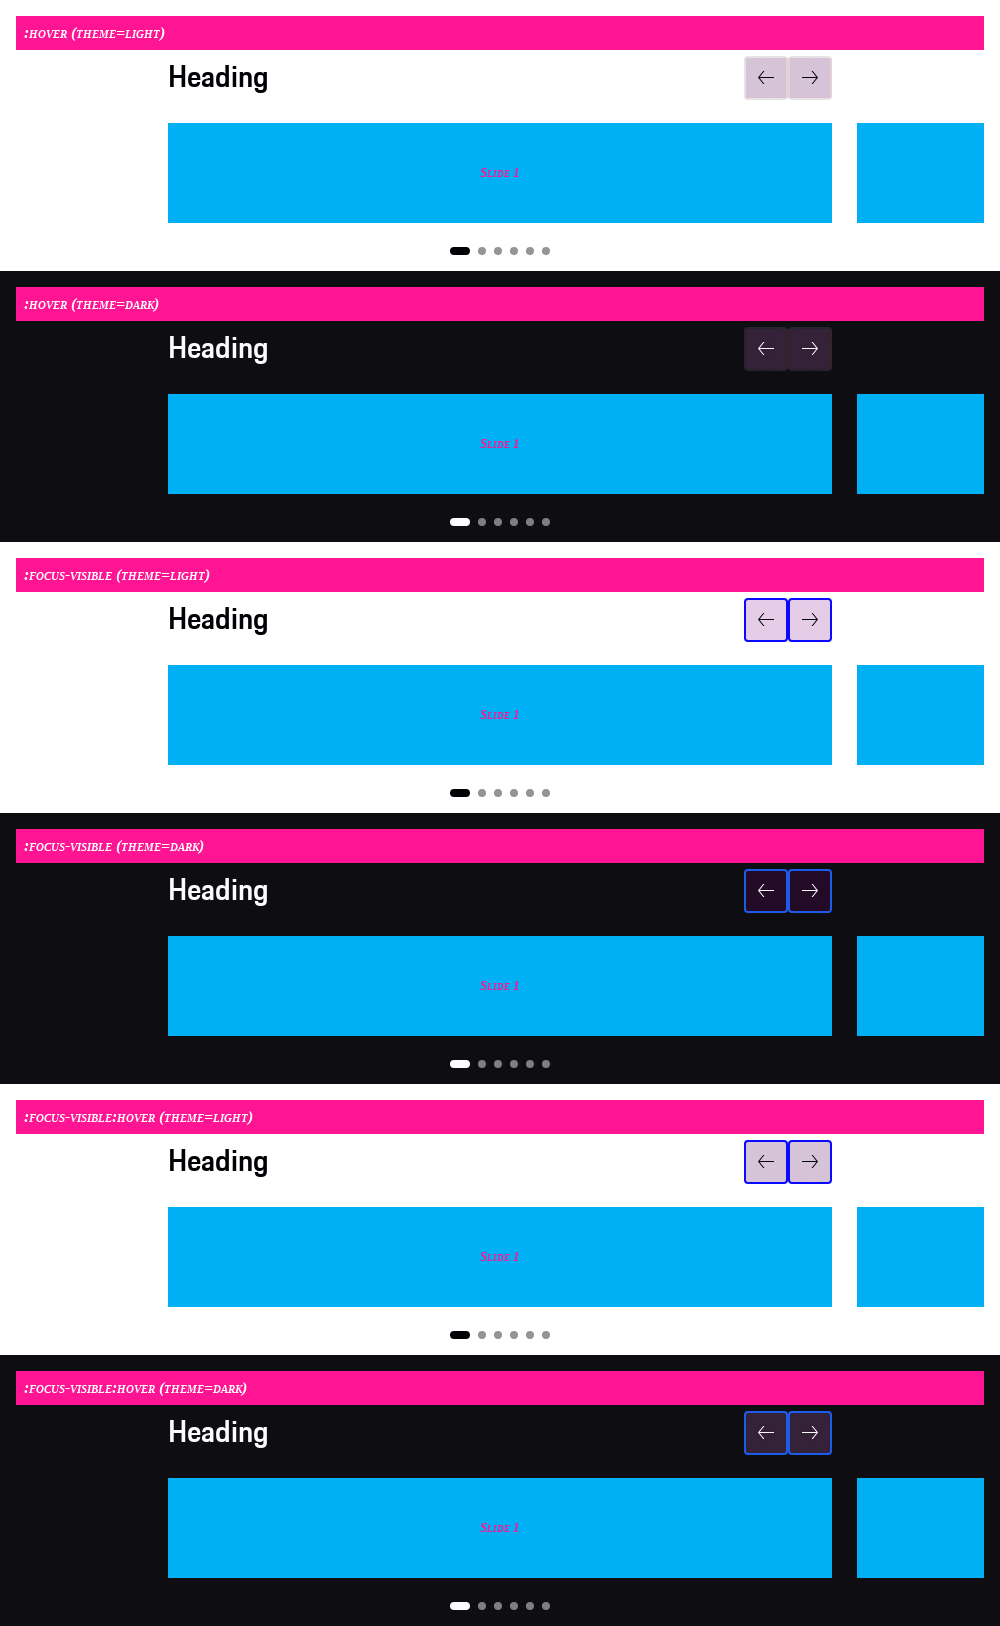 :HOVER (THEME=LIGHT)
Heading
SLIDE 1
:HOVER (THEME=DARK)
Heading
SLIDE 1
:FOCUS-VISIBLE (THEME=LIGHT)
Heading
SLIDE 1
:FOCUS-VISIBLE (THEME=DARK)
Heading
SLIDE 1
:FOCUS-VISIBLE:HOVER (THEME=LIGHT)
Heading
SLIDE 1
:FOCUS-VISIBLE:HOVER (THEME=DARK)
Heading
SLIDE 1